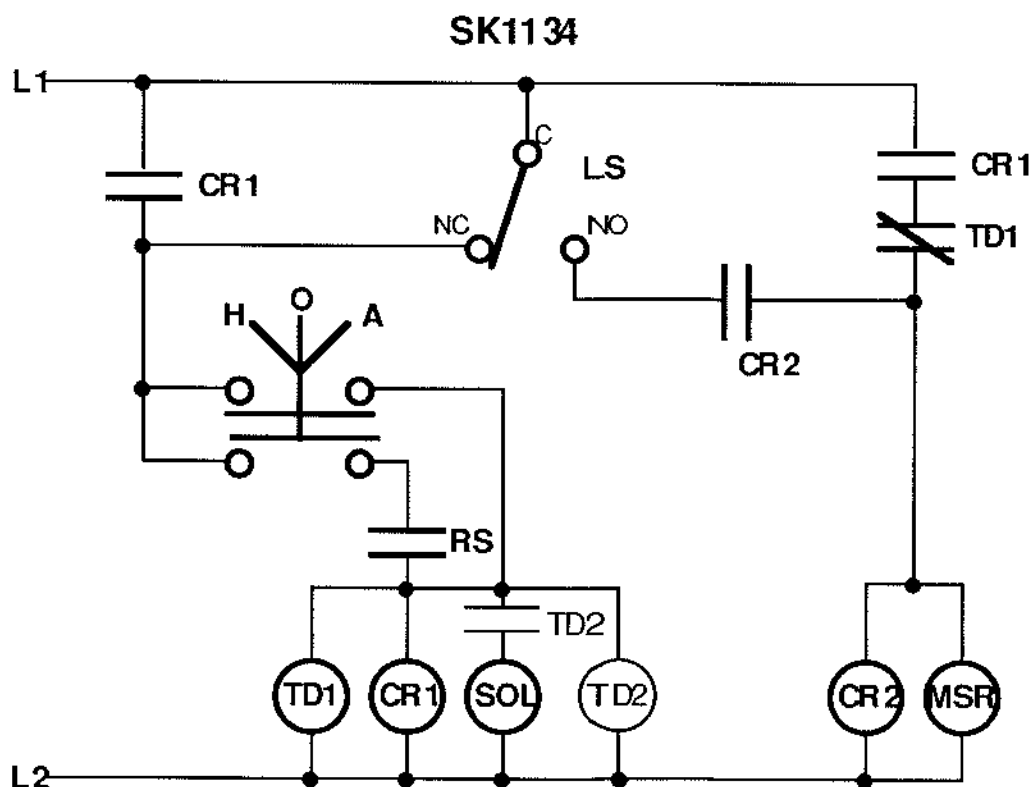 SK1134
L1
C
CR1
LS
CR1
NC
NO
TD1
O
H
A
CR2
RS
TD2
TD1
CR1
SOL
TD2
CR2
MSR
L2